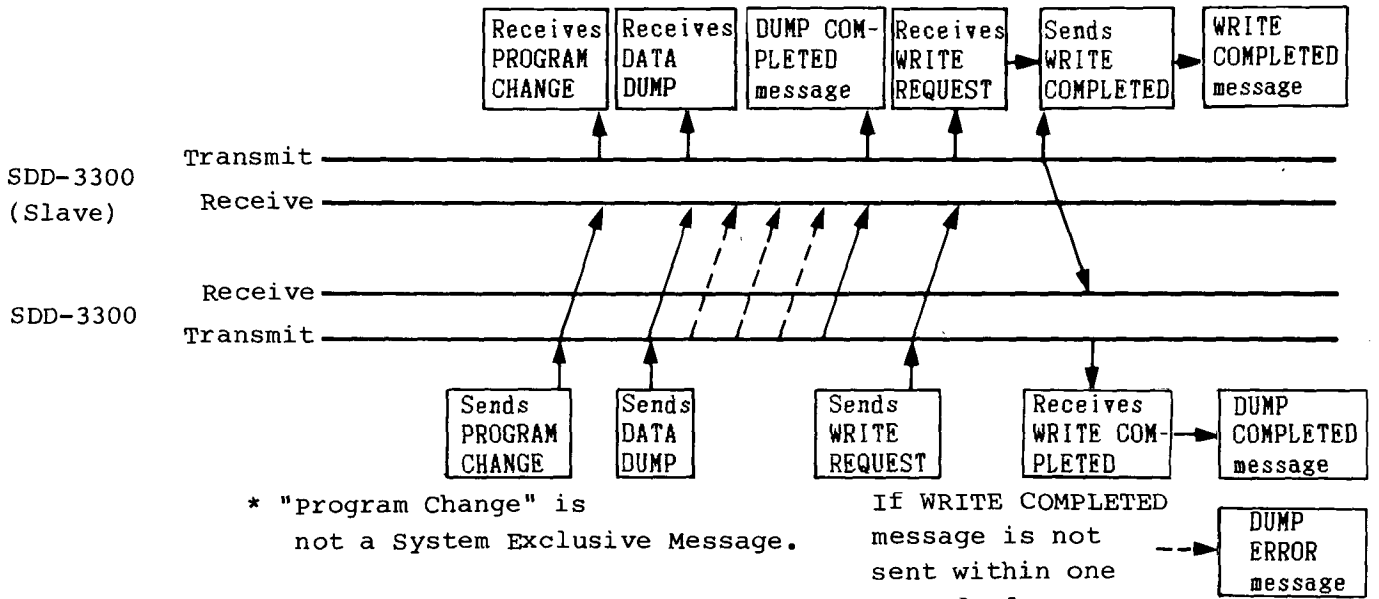 Receives
PROGRAM
CHANGE
Receives
DATA
DUMP
DUMP COM-
PLETED
message
Receives
WRITE
REQUEST
Sends
WRITE
COMPLETED
WRITE
COMPLETED
message
SDD-3300
(Slave)
Transmit
Receive
SDD-3300
Receive
Transmit
Sends
PROGRAM
CHANGE
Sends
DATA
DUMP
Sends
WRITE
REQUEST
Receives
WRITE COM-
PLETED
DUMP
COMPLETED
message
* "Program Change" is
not a System Exclusive Message.
If WRITE COMPLETED
message is not
sent within one
DUMP
ERROR
message